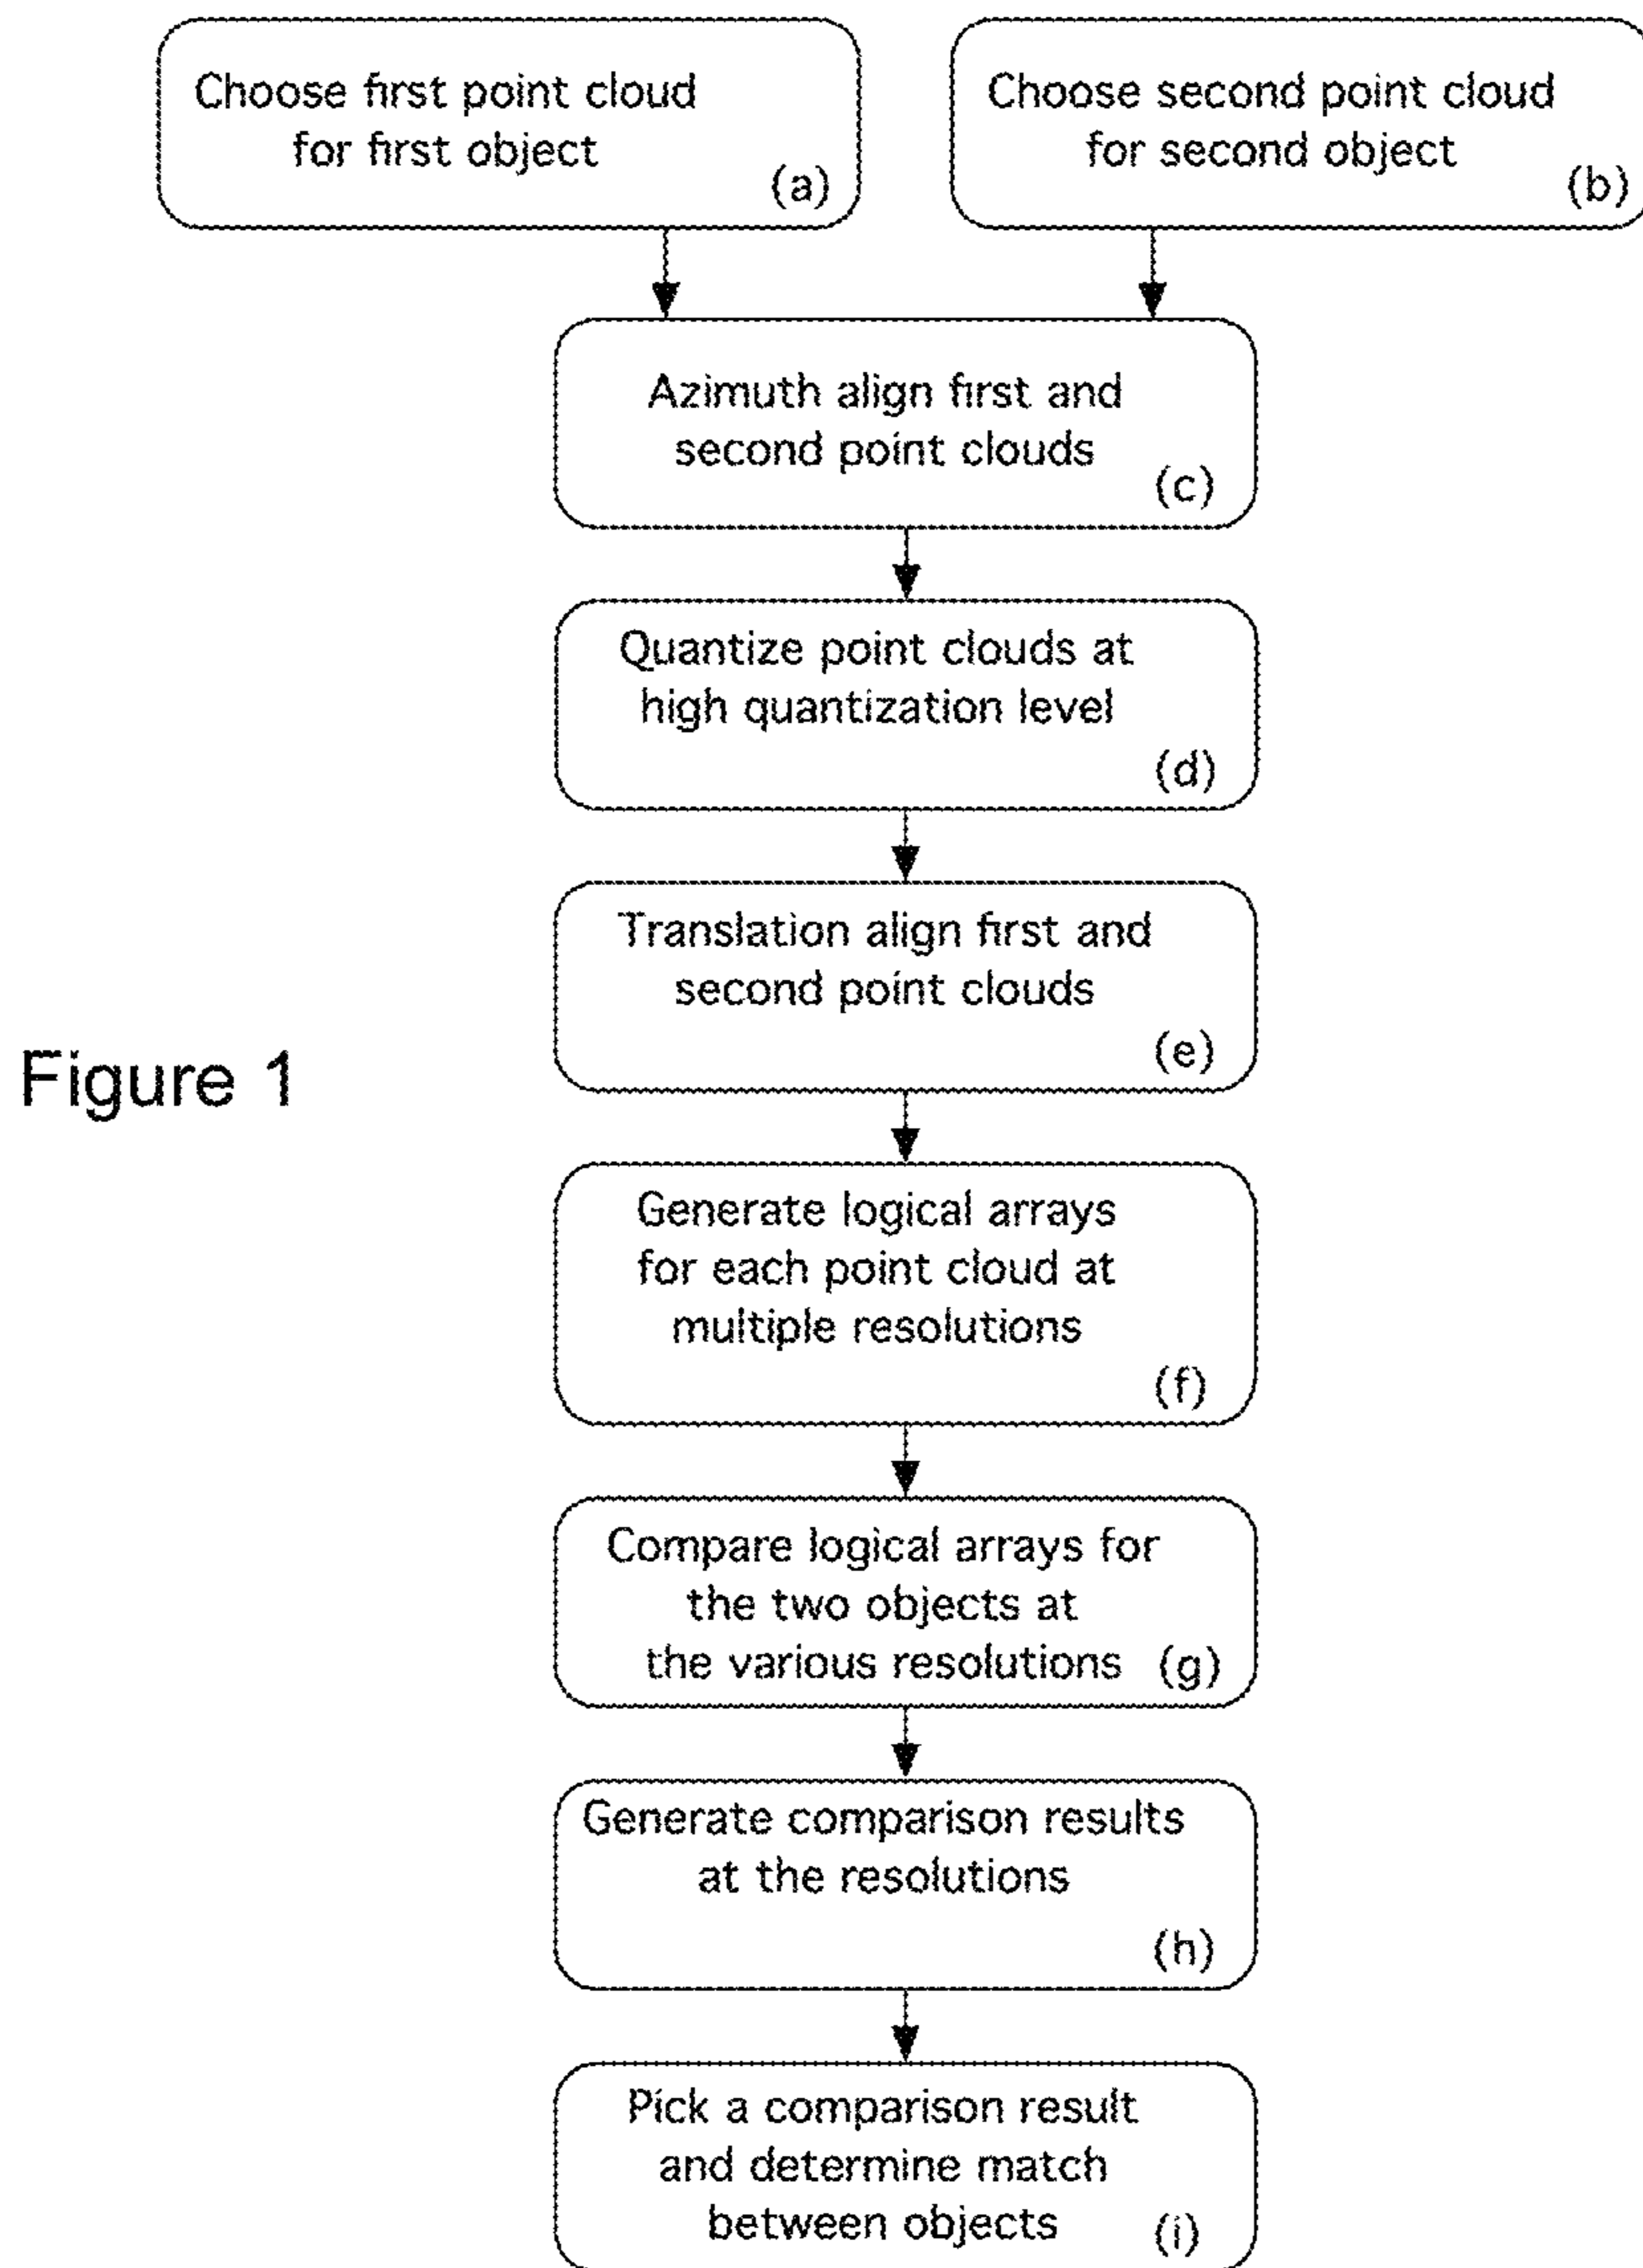 Choose first point cloud
for first object
(a)
Choose second point cloud
for second object
(b)
Azimuth align first and
second point clouds
(c)
Quantize point clouds at
high quantization level
(d)
Translation align first and
second point clouds
(e)
Figure 1
Generate logical arrays
for each point cloud at
multiple resolutions
(f)
Compare logical arrays for
the two objects at
the various resolutions (g)
Generate comparison results
at the resolutions
(h)
Pick a comparison result
and determine match
between objects (i)